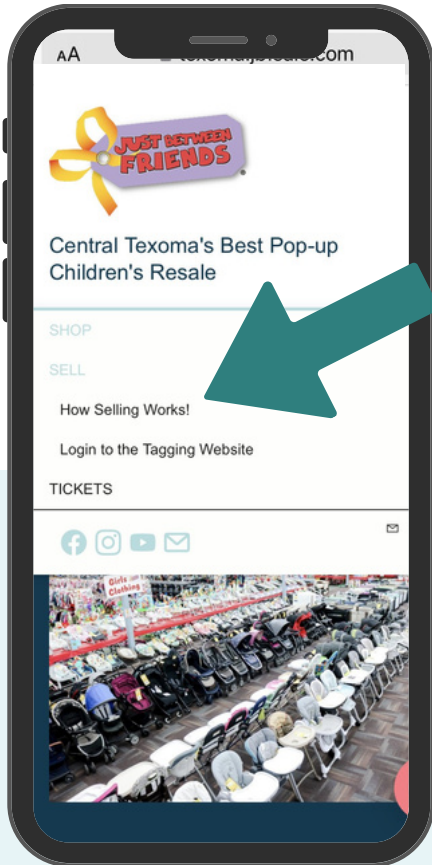 AA
JUST BETWEEN
FRIENDS
Central Texoma's Best Pop-up
Children's Resale
SHOP
SELL
How Selling Works!
Login to the Tagging Website
TICKETS
Girls
Clothing